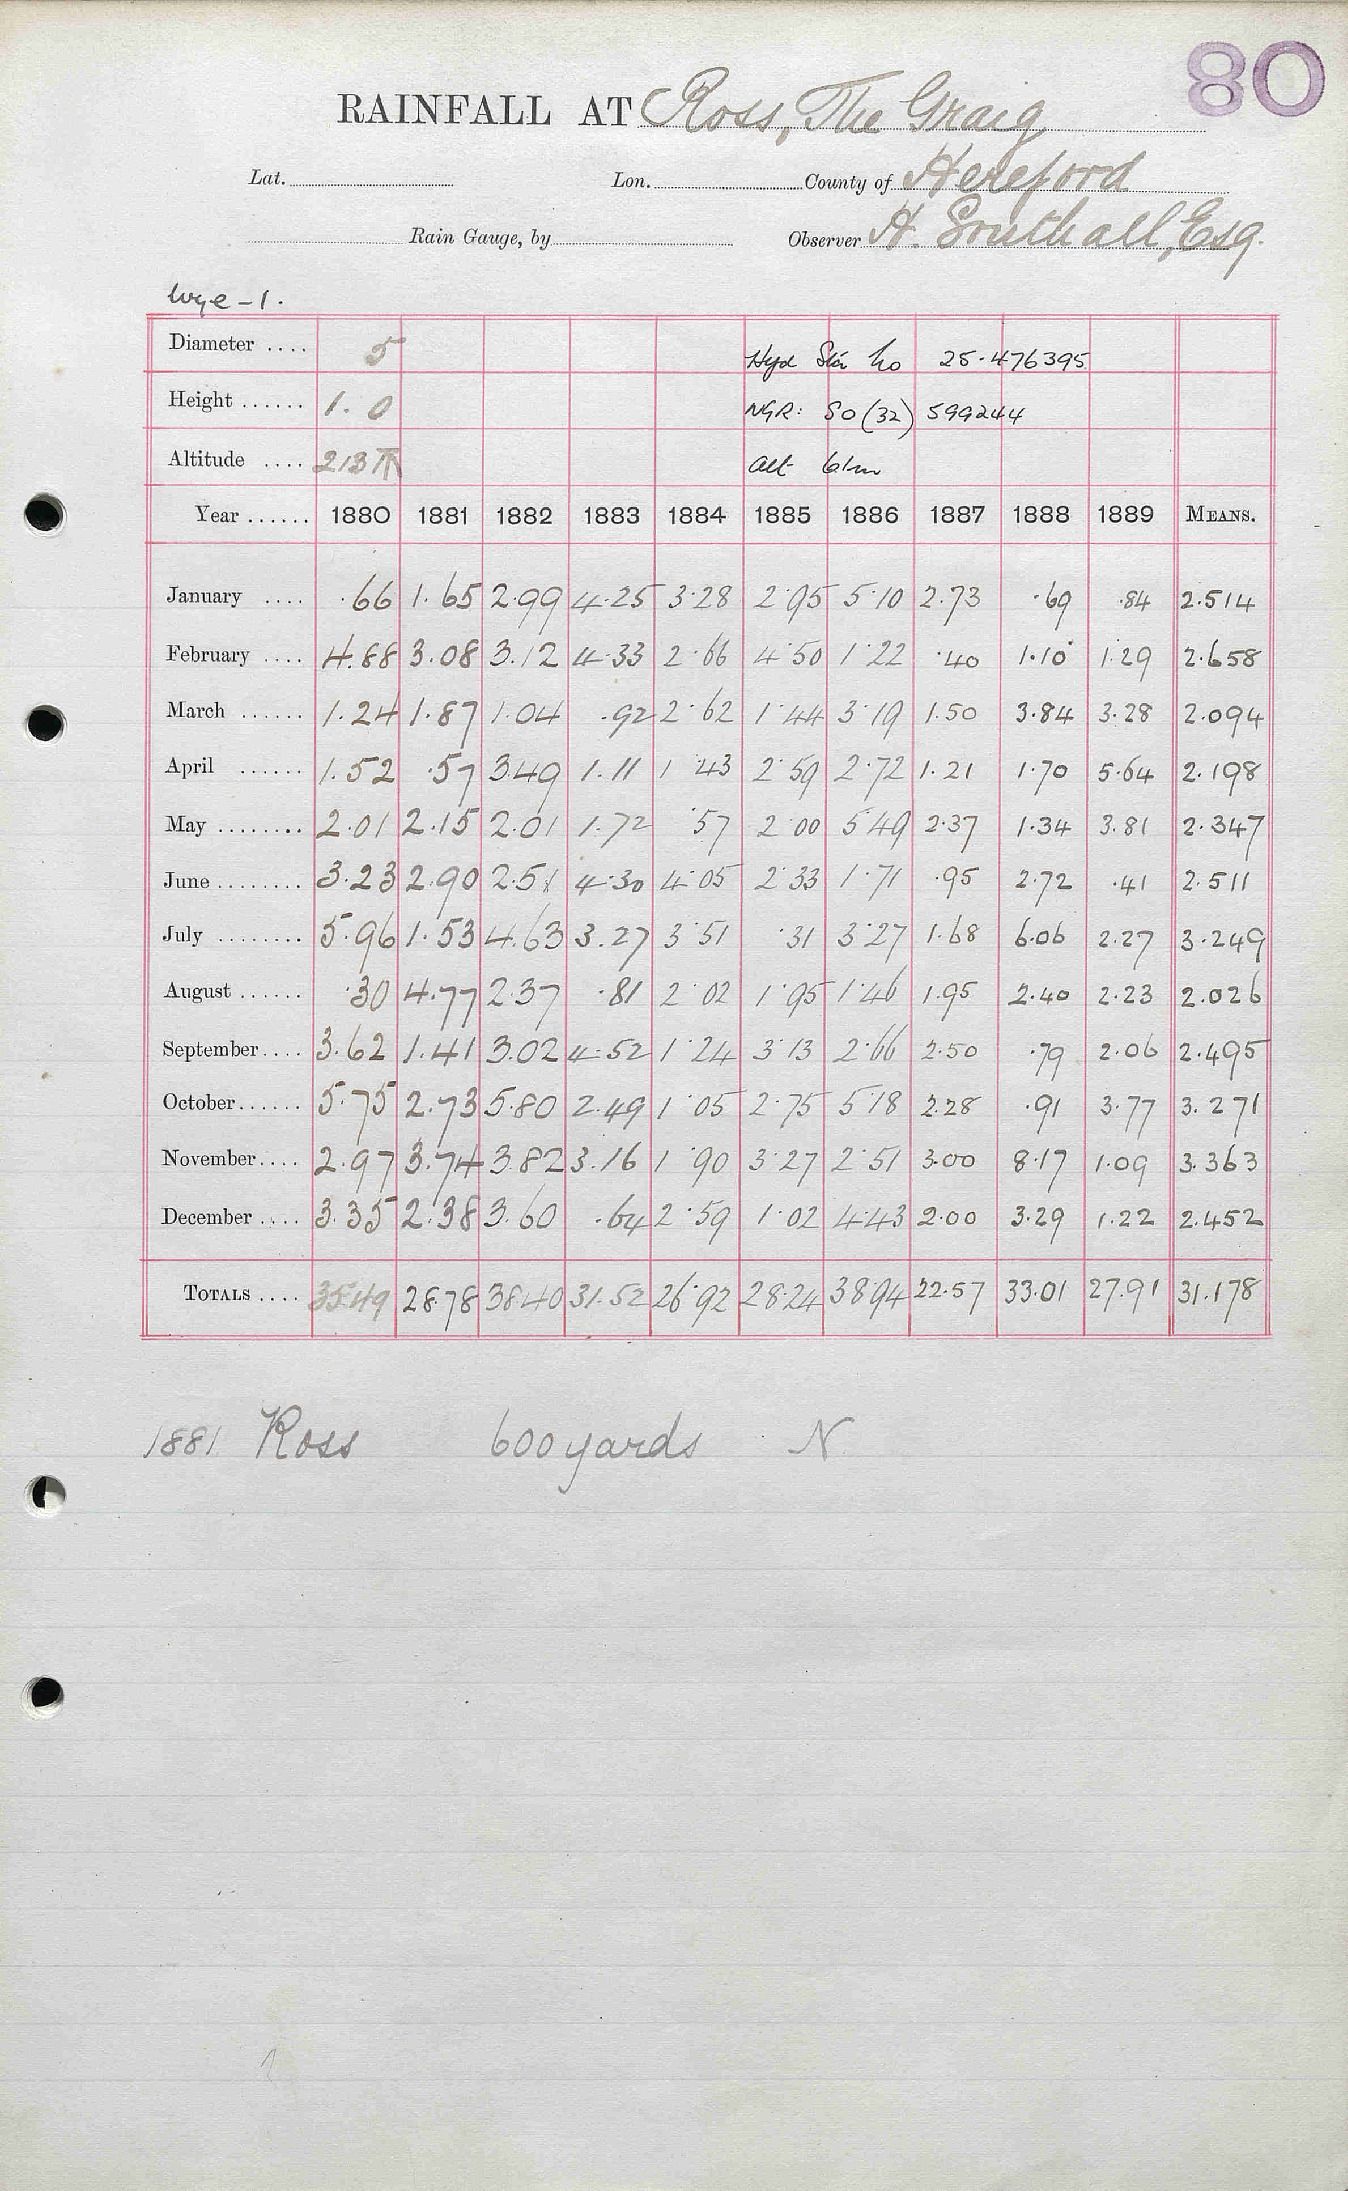 80
RAINFALL AT Ross, The Graig
Lat. Lon. County of Hereford
Rain Gauge, by Observer H. Southall, Esq.
Wye - 1.
Diameter .... 5 Hyd Stn No 25.476395
Height ...... 1.0 NGR: SO (32) 599244
Altitude .... 213 Alt 61m
Year ...... 1880 1881 1882 1883 1884 1885 1886 1887 1888 1889 MEANS.
January .... .66 1.65 2.99 4.25 3.28 2.95 5.10 2.73 .69 .84 2.514
February .... 4.88 3.08 3.12 4.33 2.66 4.50 1.22 .40 1.10 1.29 2.658
March ...... 1.24 1.87 1.04 .92 2.62 1.44 3.19 1.50 3.84 3.28 2.094
April ...... 1.52 .57 3.49 1.11 1.43 2.59 2.72 1.21 1.70 5.64 2.198
May ........ 2.01 2.15 2.01 1.72 .57 2.00 5.49 2.37 1.34 3.81 2.347
June ........ 3.23 2.90 2.51 4.30 4.05 2.33 1.71 .95 2.72 .41 2.511
July ........ 5.96 1.53 4.63 3.27 3.51 .31 3.27 1.68 6.06 2.27 3.249
August ...... .30 4.77 2.37 .81 2.02 1.95 1.46 1.95 2.40 2.23 2.026
September .... 3.62 1.41 3.02 4.52 1.24 3.13 2.66 2.50 .79 2.06 2.495
October ...... 5.75 2.73 5.80 2.49 1.05 2.75 5.18 2.28 .91 3.77 3.271
November .... 2.97 3.74 3.82 3.16 1.90 3.27 2.51 3.00 8.17 1.09 3.363
December .... 3.35 2.38 3.60 .64 2.59 1.02 4.43 2.00 3.29 1.22 2.452
TOTALS .... 35.49 28.78 38.40 31.52 26.92 28.24 38.94 22.57 33.01 27.91 31.178
1881 Ross 600 yards N